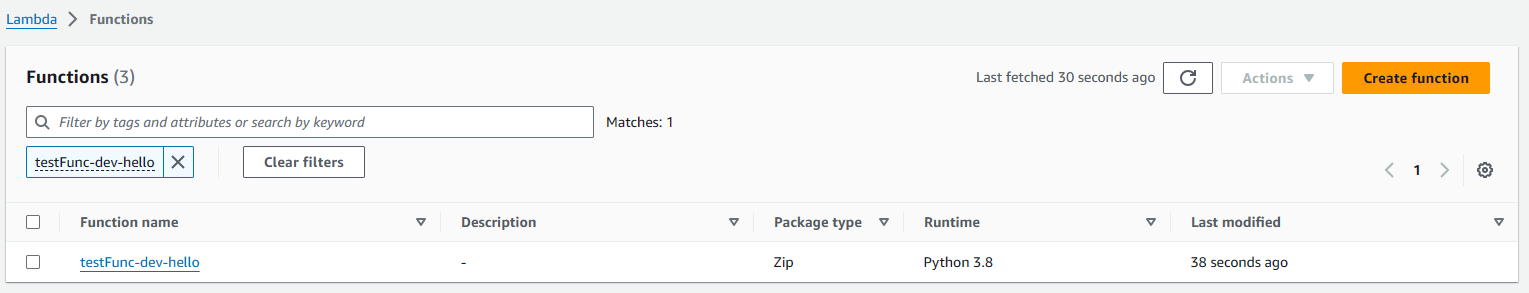 Lambda > Functions
Functions (3)
Last fetched 30 seconds ago
Actions
Create function
Filter by tags and attributes or search by keyword
Matches: 1
testFunc-dev-hello
Clear filters
1
Function name Description Package type Runtime Last modified
testFunc-dev-hello - Zip Python 3.8 38 seconds ago